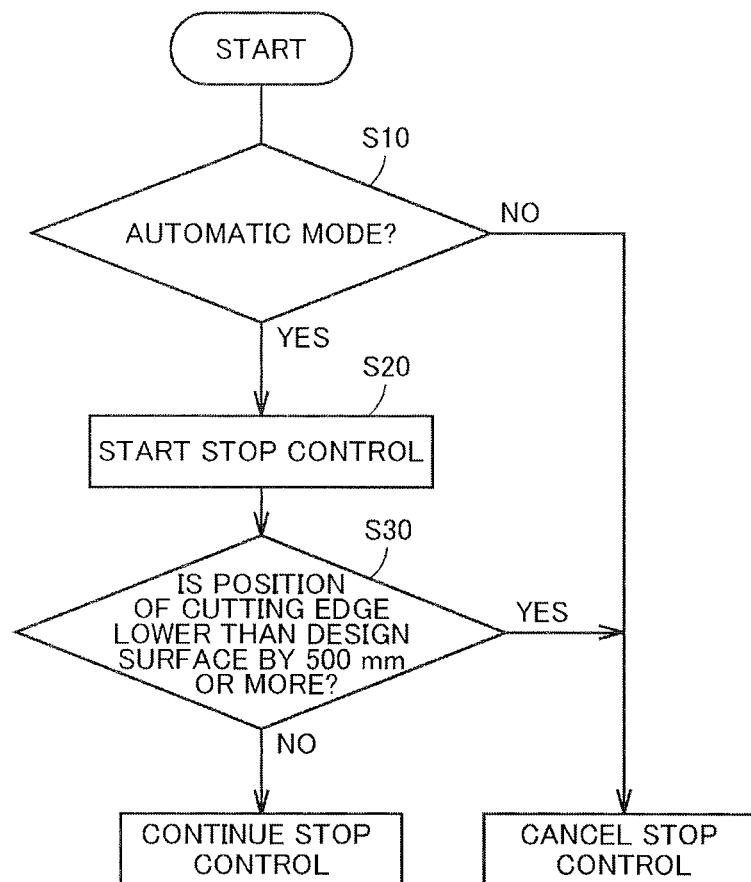 START
S10
AUTOMATIC MODE?
NO
YES
S20
START STOP CONTROL
S30
IS POSITION
OF CUTTING EDGE
LOWER THAN DESIGN
SURFACE BY 500 mm
OR MORE?
YES
NO
CONTINUE STOP
CONTROL
CANCEL STOP
CONTROL